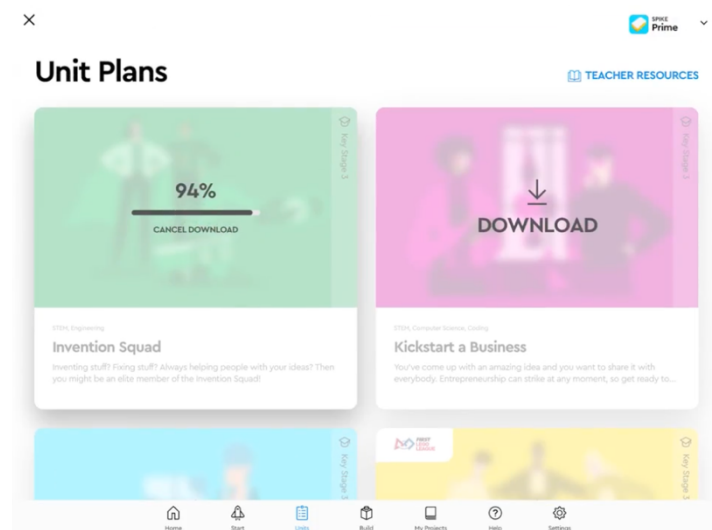 SPIKE
Prime
Unit Plans
TEACHER RESOURCES
Key Stage 3
94%
CANCEL DOWNLOAD
STEM, Engineering
Invention Squad
Inventing stuff? Fixing stuff? Always helping people with your ideas? Then
you might be an elite member of the Invention Squad!
Key Stage 3
DOWNLOAD
STEM, Computer Science, Coding
Kickstart a Business
You've come up with an amazing idea and you want to share it with
everybody. Entrepreneurship can strike at any moment, so get ready to...
Key Stage 3
FIRST
LEGO
LEAGUE
Key Stage 3
Home
Start
Units
Build
My Projects
Help
Settings